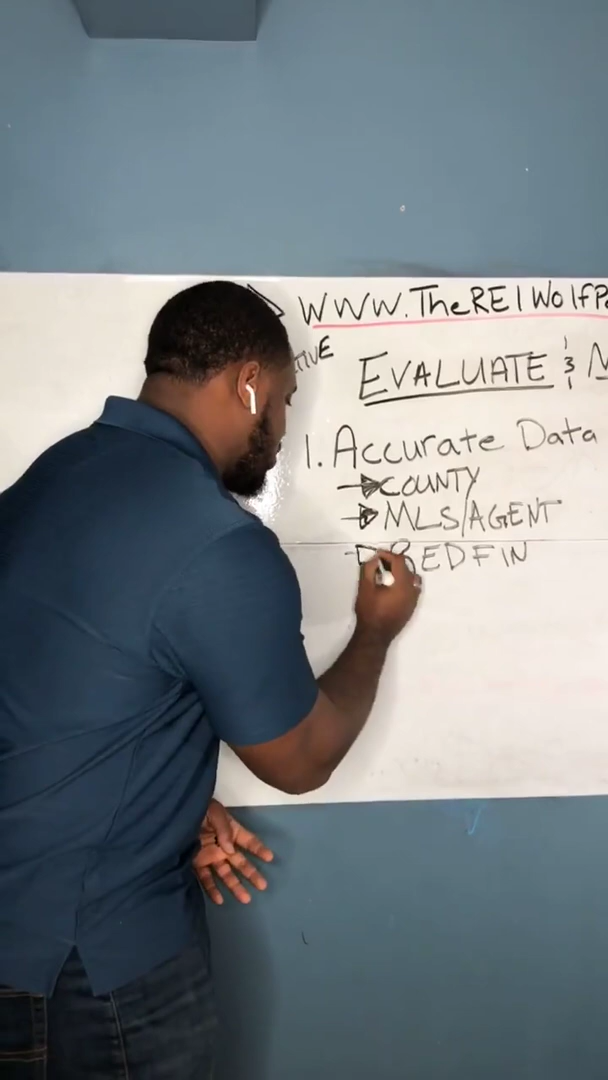 WWW.TheREIWolfPa
TIVE
EVALUATE & N
1. Accurate Data
→COUNTY
→MLS/AGENT
→REDFIN